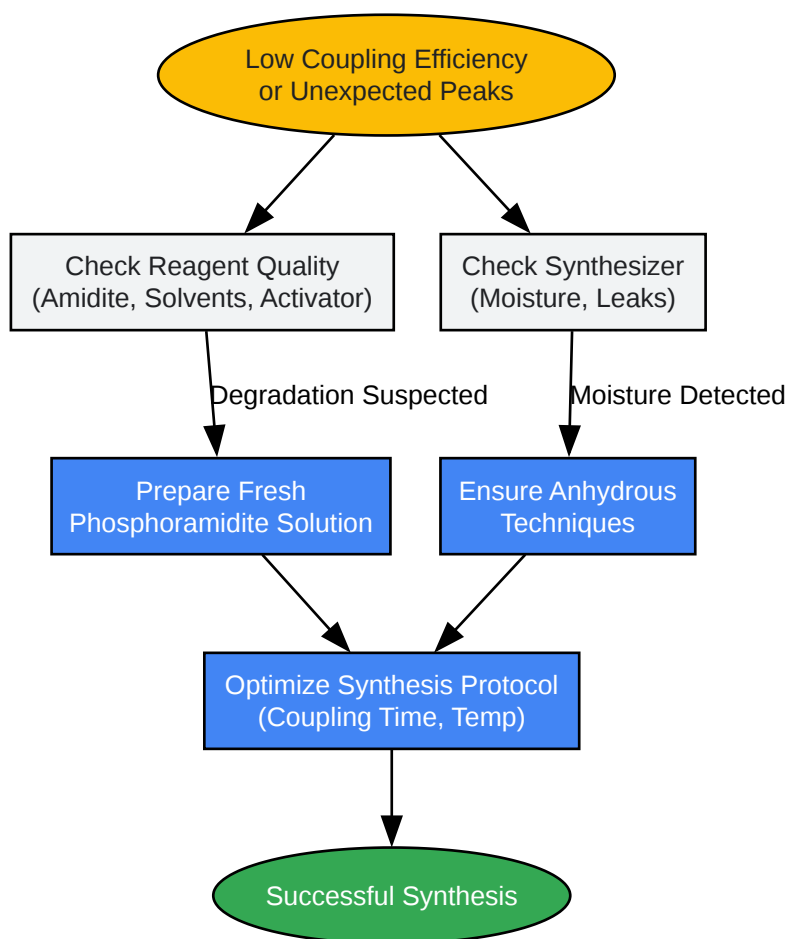 Low Coupling Efficiency
or Unexpected Peaks
Check Reagent Quality
(Amidite, Solvents, Activator)
Check Synthesizer
(Moisture, Leaks)
Degradation Suspected
Moisture Detected
Prepare Fresh
Phosphoramidite Solution
Ensure Anhydrous
Techniques
Optimize Synthesis Protocol
(Coupling Time, Temp)
Successful Synthesis